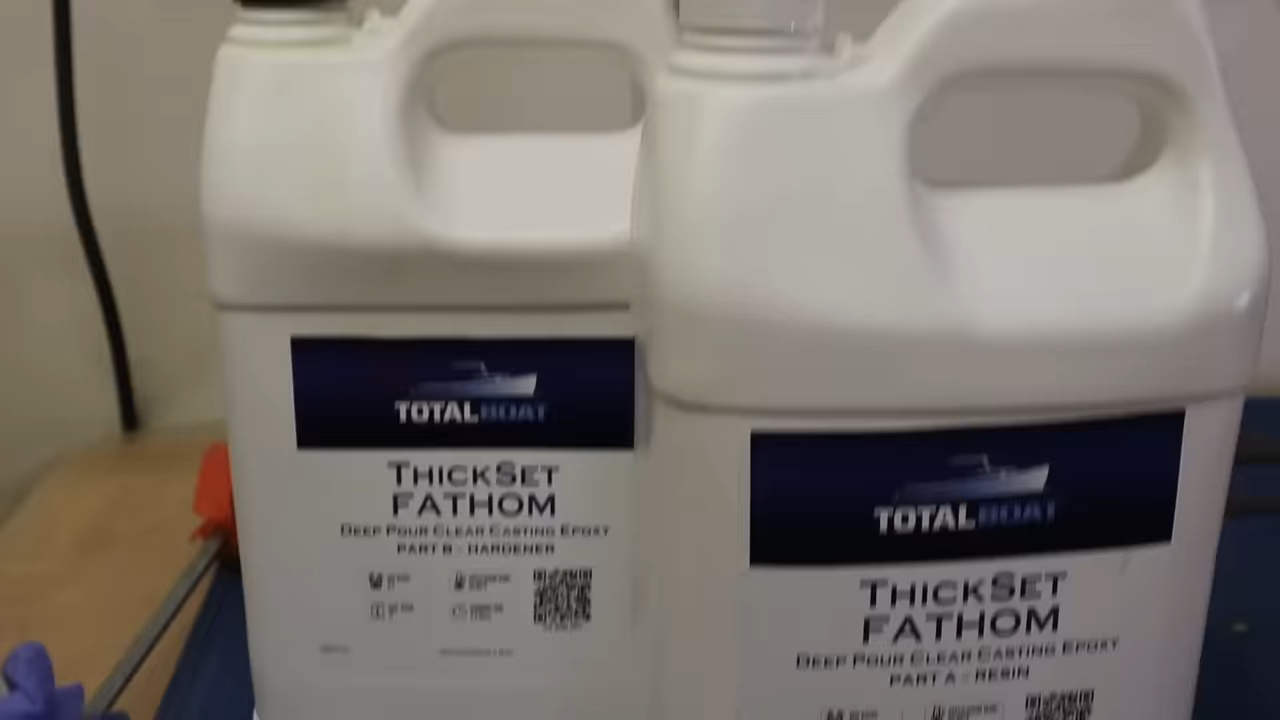 TOTALBOAT
THICKSET
FATHOM
DEEP POUR CLEAR CASTING EPOXY
PART B - HARDENER
TOTALBOAT
THICKSET
FATHOM
DEEP POUR CLEAR CASTING EPOXY
PART A - RESIN